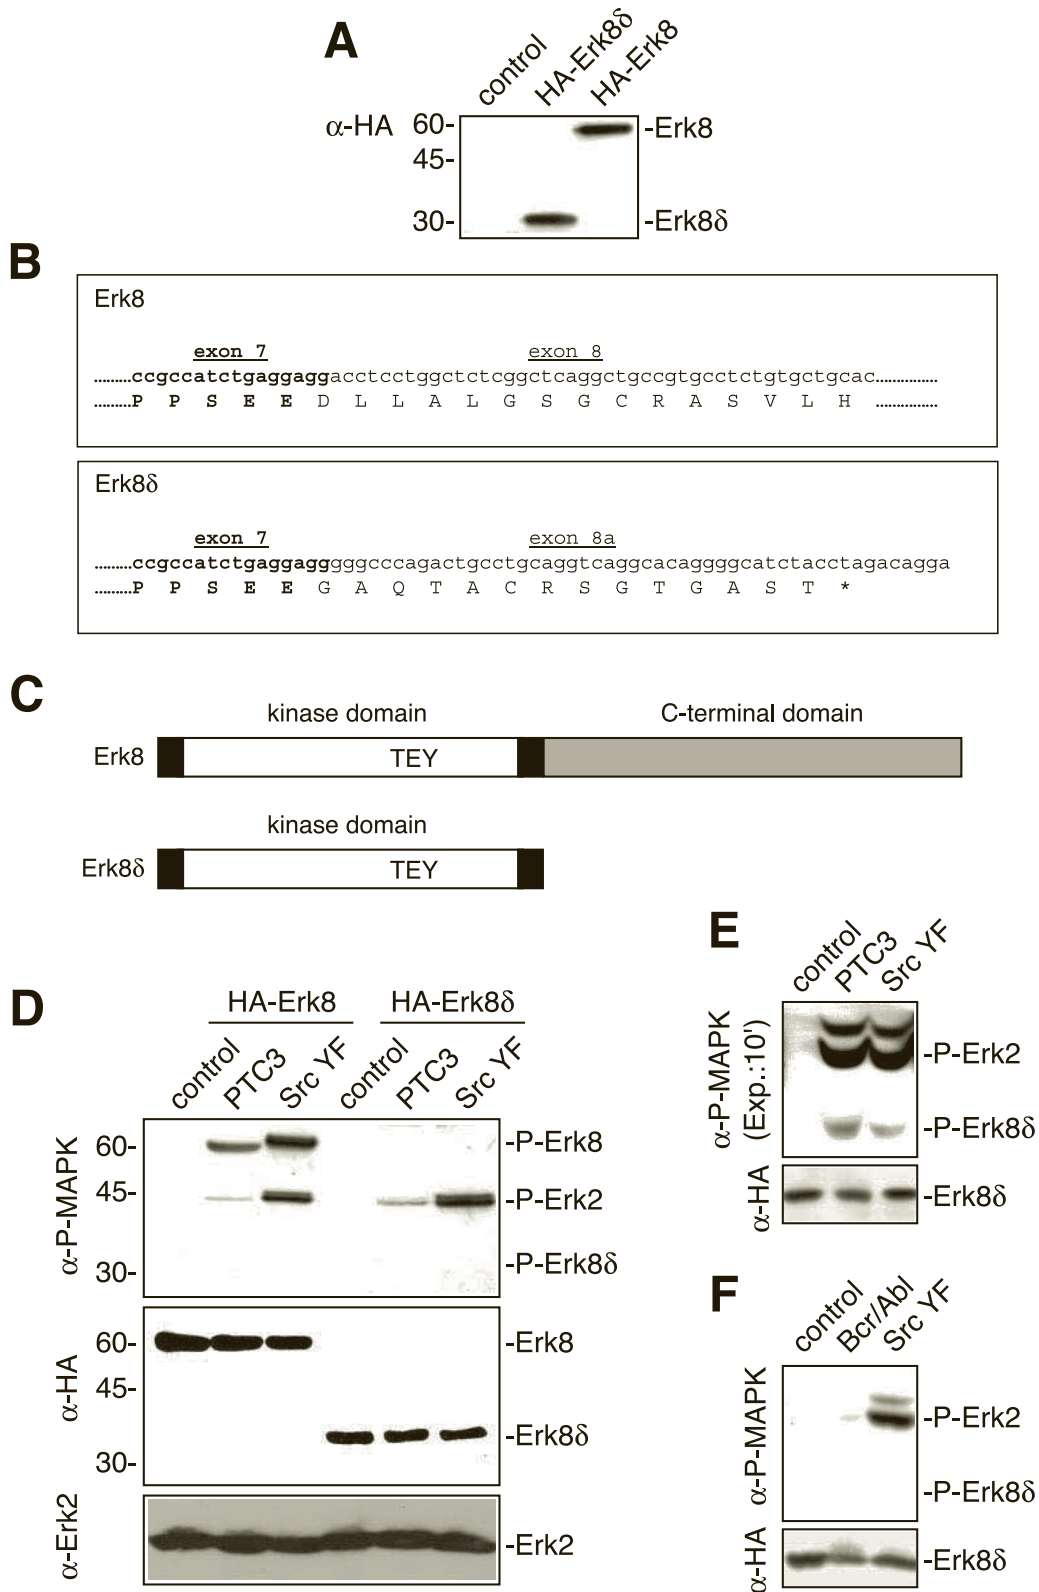 A
control
HA-Erk8δ
HA-Erk8
α-HA
60-
-Erk8
45-
30-
-Erk8δ
B
Erk8
exon 7 exon 8
.........ccgccatctgaggaggacctcctggctctcggctcaggctgccgtgcctctgtgctgcac...............
.........P P S E E D L L A L G S G C R A S V L H ...............
Erk8δ
exon 7 exon 8a
.........ccgccatctgaggagggggcccagactgcctgcaggtcaggcacaggggcatctacctagacagga
.........P P S E E G A Q T A C R S G T G A S T *
C
kinase domain C-terminal domain
Erk8 TEY
kinase domain
Erk8δ TEY
D
HA-Erk8 HA-Erk8δ
control
PTC3
Src YF
control
PTC3
Src YF
α-P-MAPK
60-
-P-Erk8
45-
-P-Erk2
30-
-P-Erk8δ
α-HA
60-
-Erk8
45-
-Erk8δ
30-
α-Erk2
-Erk2
E
control
PTC3
Src YF
α-P-MAPK
(Exp.:10')
-P-Erk2
-P-Erk8δ
α-HA
-Erk8δ
F
control
Bcr/Abl
Src YF
α-P-MAPK
-P-Erk2
-P-Erk8δ
α-HA
-Erk8δ